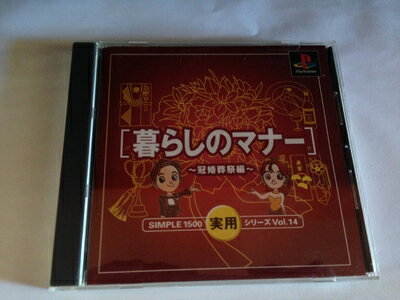 PlayStation
[暮らしのマナー]
~冠婚葬祭編~
SIMPLE 1500 実用 シリーズ Vol.14